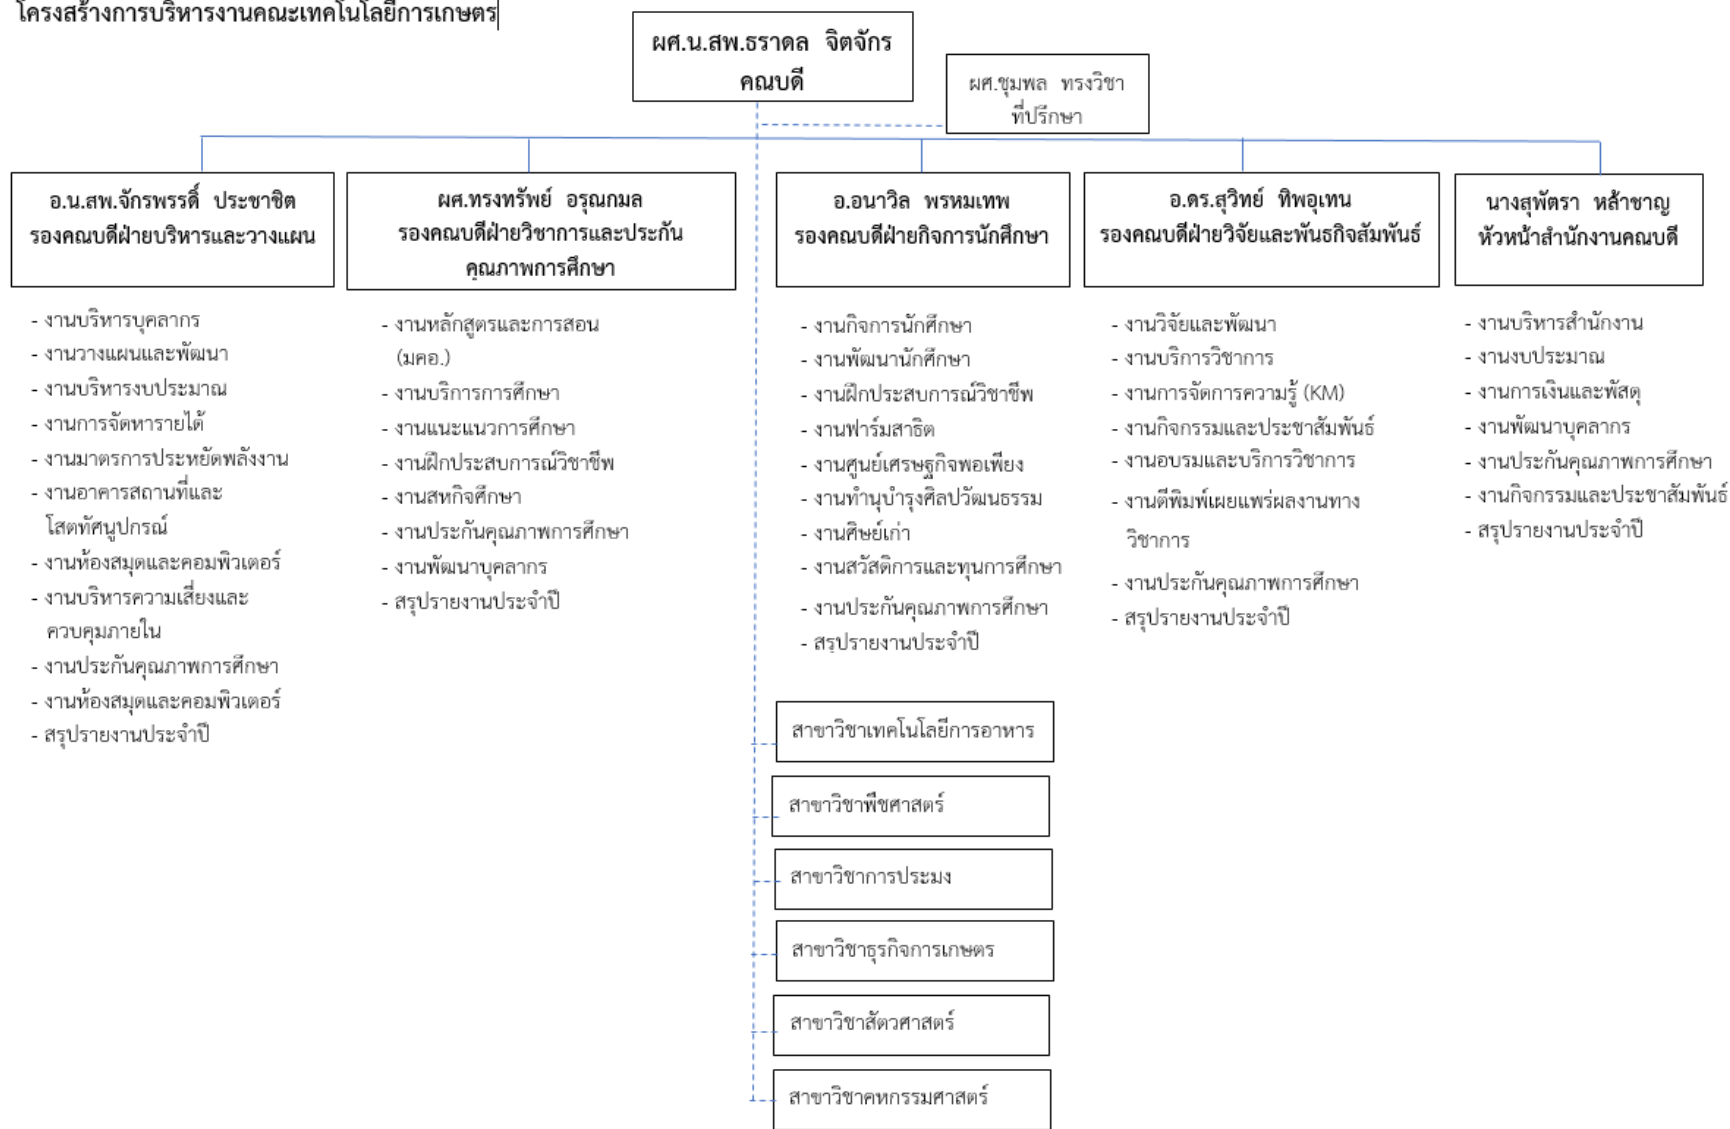 โครงสร้างการบริหารงานคณะเทคโนโลยีการเกษตร
ผศ.น.สพ.ธราดล จิตจักร
คณบดี
ผศ.ชุมพล ทรงวิชา
ที่ปรึกษา
อ.น.สพ.จักรพรรดิ์ ประชาชิต
รองคณบดีฝ่ายบริหารและวางแผน
- งานบริหารบุคลากร
- งานวางแผนและพัฒนา
- งานบริหารงบประมาณ
- งานการจัดหารายได้
- งานมาตรการประหยัดพลังงาน
- งานอาคารสถานที่และ
โสตทัศนูปกรณ์
- งานห้องสมุดและคอมพิวเตอร์
- งานบริหารความเสี่ยงและ
ควบคุมภายใน
- งานประกันคุณภาพการศึกษา
- งานห้องสมุดและคอมพิวเตอร์
- สรุปรายงานประจำปี
ผศ.ทรงทรัพย์ อรุณกมล
รองคณบดีฝ่ายวิชาการและประกัน
คุณภาพการศึกษา
- งานหลักสูตรและการสอน
(มคอ.)
- งานบริการการศึกษา
- งานแนะแนวการศึกษา
- งานฝึกประสบการณ์วิชาชีพ
- งานสหกิจศึกษา
- งานประกันคุณภาพการศึกษา
- งานพัฒนาบุคลากร
- สรุปรายงานประจำปี
อ.อนาวิล พรหมเทพ
รองคณบดีฝ่ายกิจการนักศึกษา
- งานกิจการนักศึกษา
- งานพัฒนานักศึกษา
- งานฝึกประสบการณ์วิชาชีพ
- งานฟาร์มสาธิต
- งานศูนย์เศรษฐกิจพอเพียง
- งานทำนุบำรุงศิลปวัฒนธรรม
- งานศิษย์เก่า
- งานสวัสดิการและทุนการศึกษา
- งานประกันคุณภาพการศึกษา
- สรุปรายงานประจำปี
อ.ดร.สุวิทย์ ทิพอุเทน
รองคณบดีฝ่ายวิจัยและพันธกิจสัมพันธ์
- งานวิจัยและพัฒนา
- งานบริการวิชาการ
- งานการจัดการความรู้ (KM)
- งานกิจกรรมและประชาสัมพันธ์
- งานอบรมและบริการวิชาการ
- งานตีพิมพ์เผยแพร่ผลงานทาง
วิชาการ
- งานประกันคุณภาพการศึกษา
- สรุปรายงานประจำปี
นางสุพัตรา หล้าชาญ
หัวหน้าสำนักงานคณบดี
- งานบริหารสำนักงาน
- งานงบประมาณ
- งานการเงินและพัสดุ
- งานพัฒนาบุคลากร
- งานประกันคุณภาพการศึกษา
- งานกิจกรรมและประชาสัมพันธ์
- สรุปรายงานประจำปี
สาขาวิชาเทคโนโลยีการอาหาร
สาขาวิชาพืชศาสตร์
สาขาวิชาการประมง
สาขาวิชาธุรกิจการเกษตร
สาขาวิชาสัตวศาสตร์
สาขาวิชาคหกรรมศาสตร์